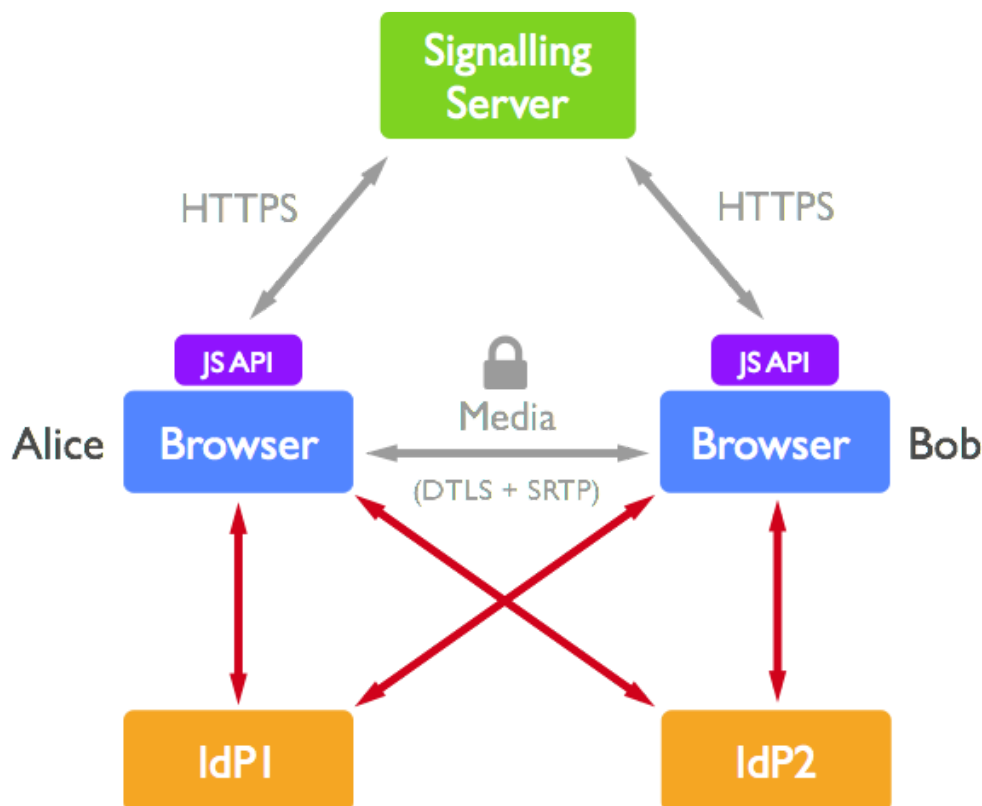 Signalling
Server
HTTPS
HTTPS
JS API
JS API
Media
Alice
Browser
Browser
Bob
(DTLS + SRTP)
IdP1
IdP2